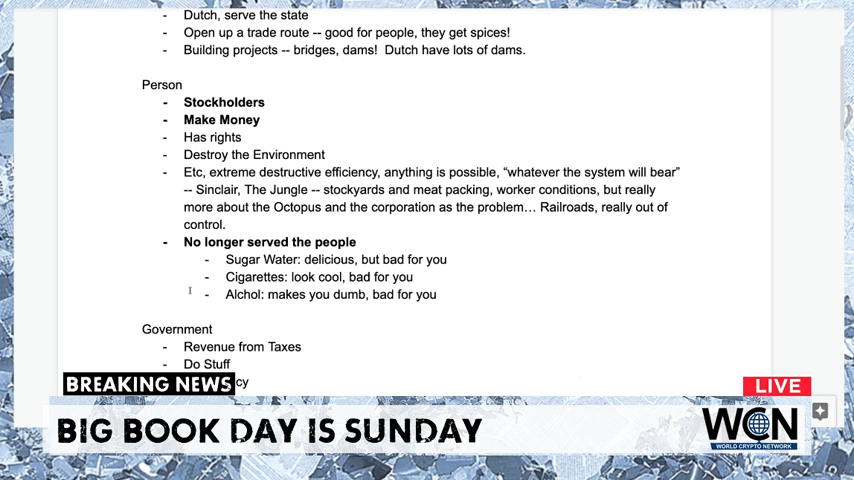 - Dutch, serve the state
- Open up a trade route -- good for people, they get spices!
- Building projects -- bridges, dams!  Dutch have lots of dams.
Person
- Stockholders
- Make Money
- Has rights
- Destroy the Environment
- Etc, extreme destructive efficiency, anything is possible, “whatever the system will bear”
-- Sinclair, The Jungle -- stockyards and meat packing, worker conditions, but really
more about the Octopus and the corporation as the problem… Railroads, really out of
control.
- No longer served the people
- Sugar Water: delicious, but bad for you
- Cigarettes: look cool, bad for you
- Alchol: makes you dumb, bad for you
Government
- Revenue from Taxes
- Do Stuff
cy
BREAKING NEWS
LIVE
BIG BOOK DAY IS SUNDAY
WCN
WORLD CRYPTO NETWORK